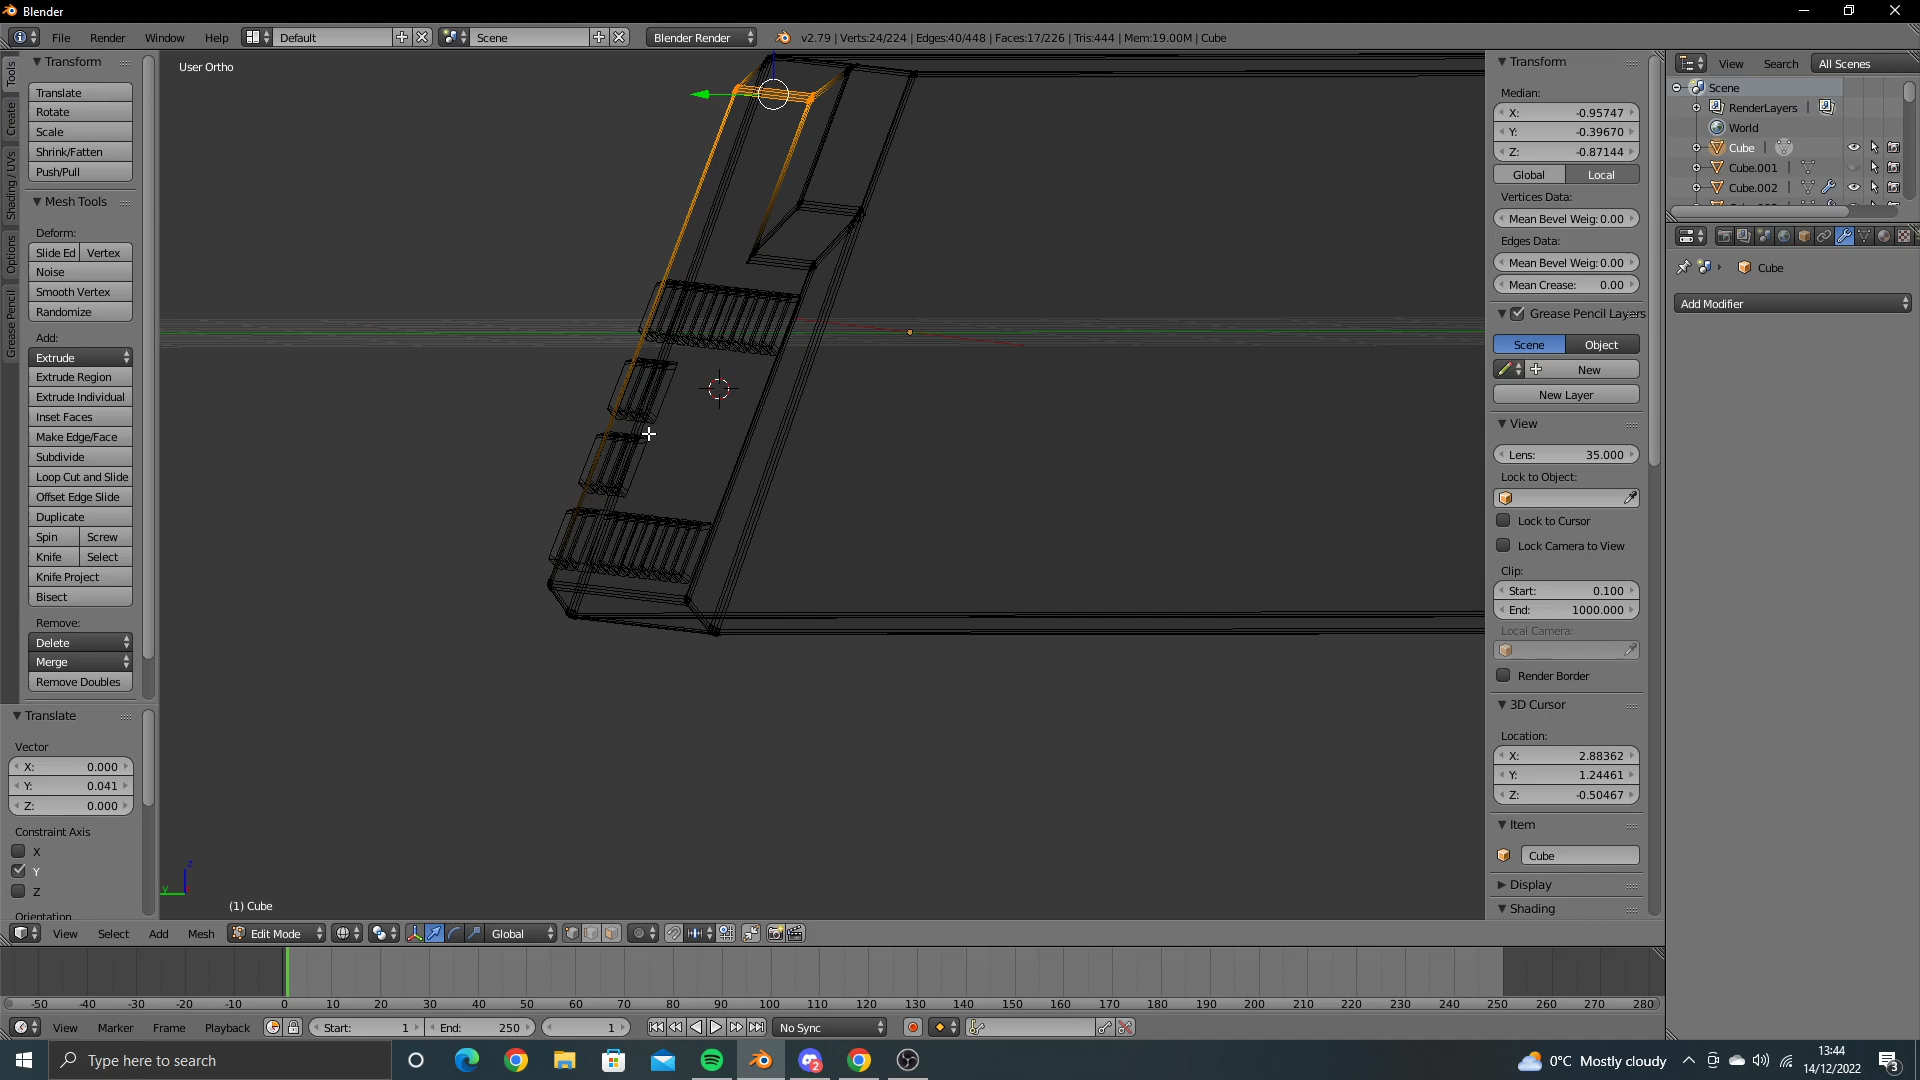 Blender
File Render Window Help Default Scene Blender Render v2.79 | Verts:24/224 | Edges:40/448 | Faces:17/226 | Tris:444 | Mem:19.00M | Cube
Tools
Create
Shading / UVs
Options
Grease Pencil
Transform
Translate
Rotate
Scale
Shrink/Fatten
Push/Pull
Mesh Tools
Deform:
Slide Ed Vertex
Noise
Smooth Vertex
Randomize
Add:
Extrude
Extrude Region
Extrude Individual
Inset Faces
Make Edge/Face
Subdivide
Loop Cut and Slide
Offset Edge Slide
Duplicate
Spin Screw
Knife Select
Knife Project
Bisect
Remove:
Delete
Merge
Remove Doubles
Translate
Vector
X: 0.000
Y: 0.041
Z: 0.000
Constraint Axis
X
Y
Z
Orientation
User Ortho
z
y
(1) Cube
Transform
Median:
X: -0.95747
Y: -0.39670
Z: -0.87144
Global Local
Vertices Data:
Mean Bevel Weig: 0.00
Edges Data:
Mean Bevel Weig: 0.00
Mean Crease: 0.00
Grease Pencil Layers
Scene Object
New
New Layer
View
Lens: 35.000
Lock to Object:
Lock to Cursor
Lock Camera to View
Clip:
Start: 0.100
End: 1000.000
Local Camera:
Render Border
3D Cursor
Location:
X: 2.88362
Y: 1.24461
Z: -0.50467
Item
Cube
Display
Shading
View Search All Scenes
Scene
RenderLayers |
World
Cube |
Cube.001 |
Cube.002 |
Cube
Add Modifier
View Select Add Mesh Edit Mode Global
-50 -40 -30 -20 -10 0 10 20 30 40 50 60 70 80 90 100 110 120 130 140 150 160 170 180 190 200 210 220 230 240 250 260 270 280
View Marker Frame Playback Start: 1 End: 250 1 No Sync
Type here to search
2
0°C Mostly cloudy
13:44
14/12/2022
3